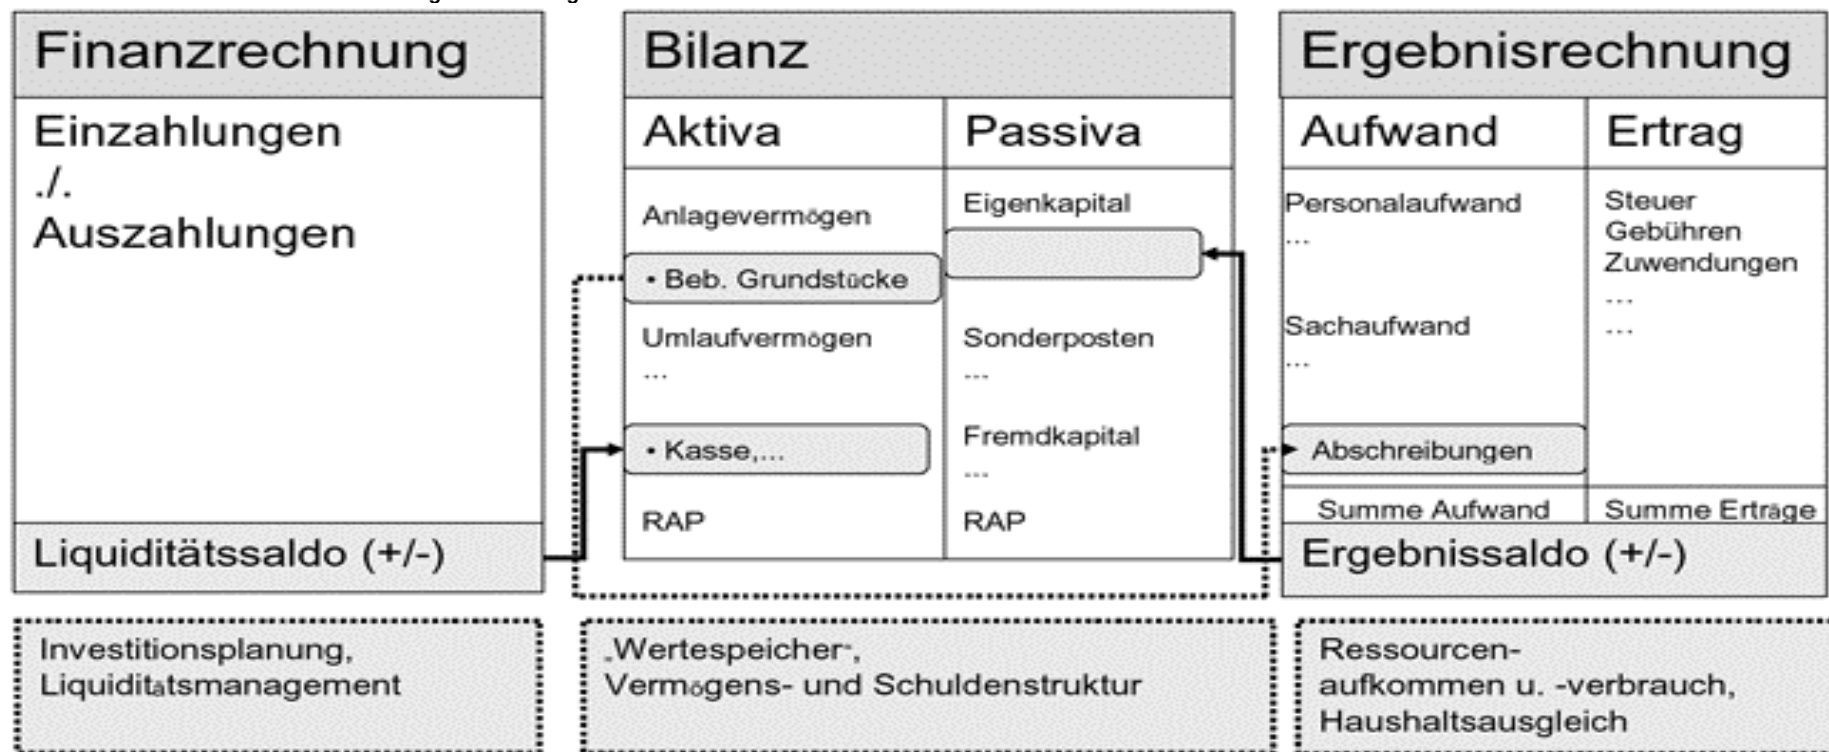 Finanzrechnung
Einzahlungen
./.
Auszahlungen
Liquiditätssaldo (+/-)
Bilanz
Aktiva
Passiva
Anlagevermögen
• Beb. Grundstücke
Umlaufvermögen
...
• Kasse,...
RAP
Eigenkapital
Sonderposten
...
Fremdkapital
...
RAP
Ergebnisrechnung
Aufwand
Ertrag
Personalaufwand
...
Sachaufwand
...
Abschreibungen
Summe Aufwand
Steuer
Gebühren
Zuwendungen
...
...
Summe Erträge
Ergebnissaldo (+/-)
Investitionsplanung,
Liquiditätsmanagement
„Wertespeicher“,
Vermögens- und Schuldenstruktur
Ressourcen-
aufkommen u. -verbrauch,
Haushaltsausgleich